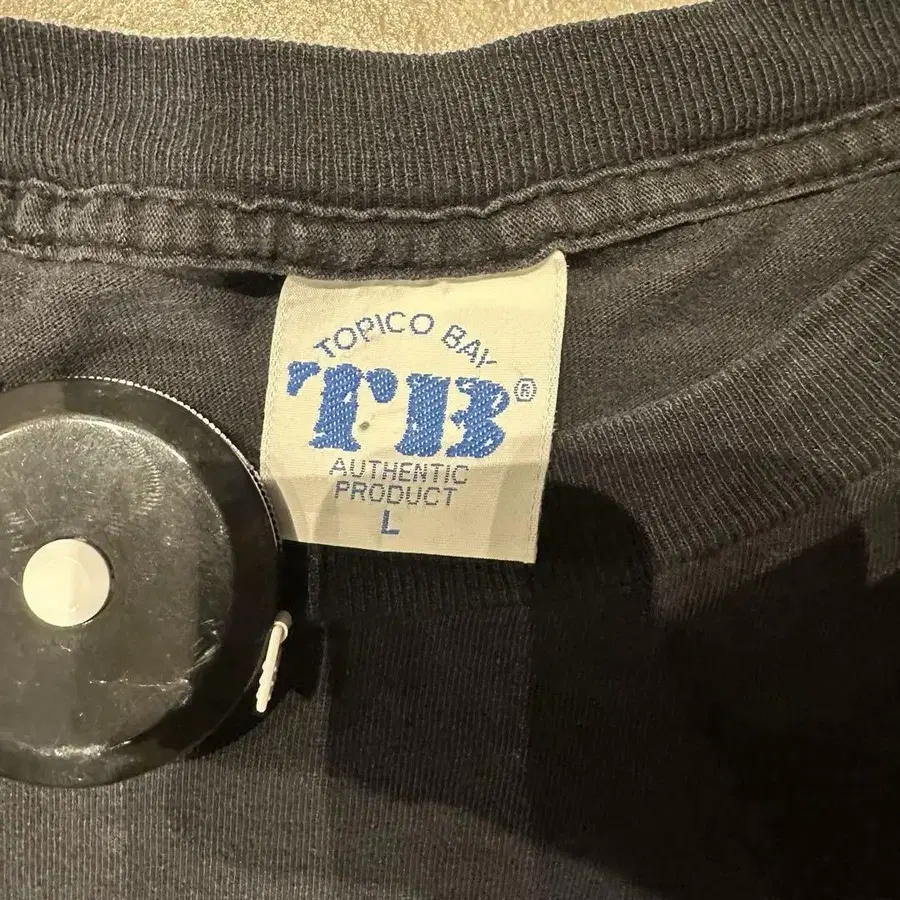 TOPICO BAY
TB®
AUTHENTIC
PRODUCT
L